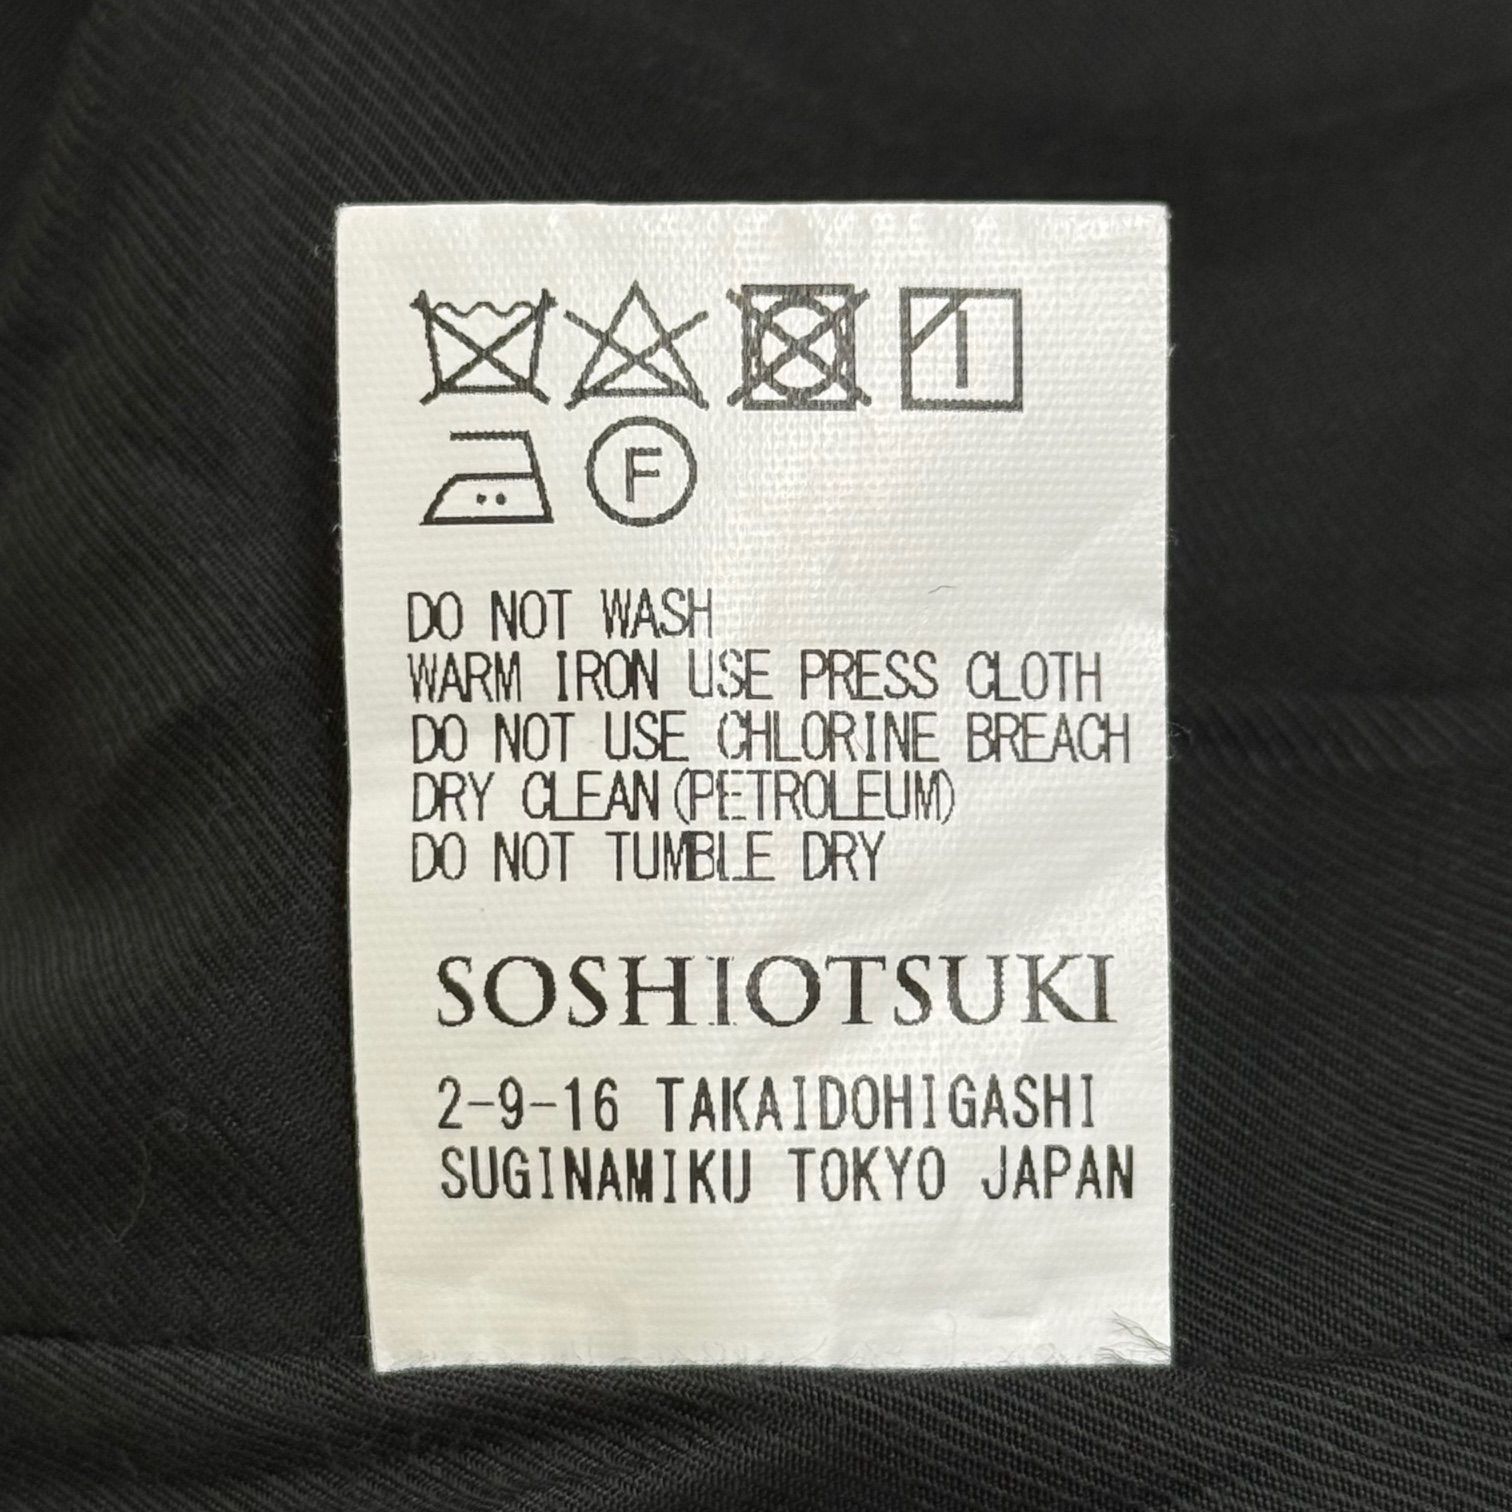 F
DO NOT WASH
WARM IRON USE PRESS CLOTH
DO NOT USE CHLORINE BREACH
DRY CLEAN(PETROLEUM)
DO NOT TUMBLE DRY
SOSHIOTSUKI
2-9-16 TAKAIDOHIGASHI
SUGINAMIKU TOKYO JAPAN